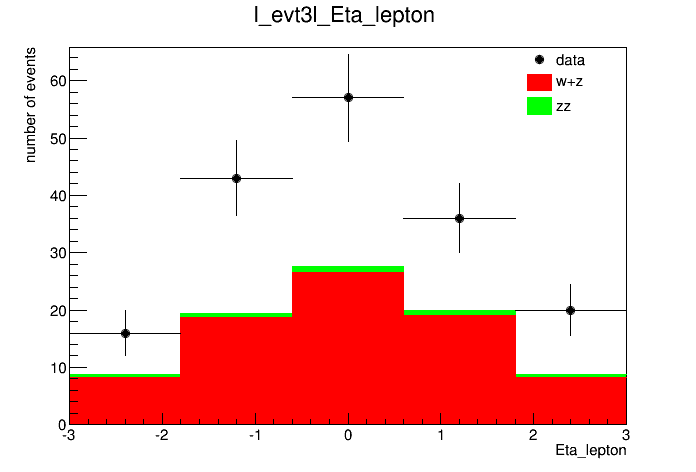 l_evt3l_Eta_lepton
number of events
60
50
40
30
20
10
0
data
w+z
zz
-3 -2 -1 0 1 2 3
Eta_lepton